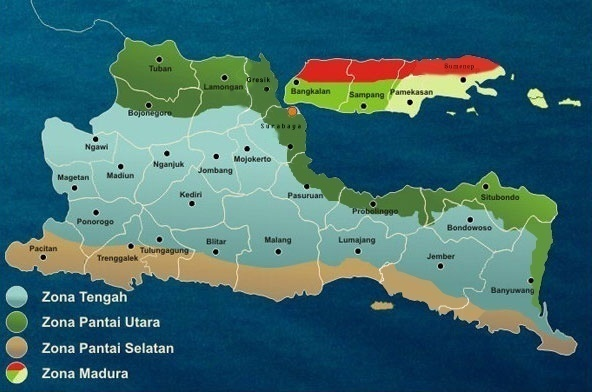 Tuban
Lamongan
Gresik
Bangkalan
Sampang
Pamekasan
Sumenep
Bojonegoro
Surabaya
Ngawi
Magetan
Madiun
Nganjuk
Jombang
Mojokerto
Kediri
Pasuruan
Ponorogo
Probolinggo
Situbondo
Bondowoso
Pacitan
Trenggalek
Tulungagung
Blitar
Malang
Lumajang
Jember
Banyuwang
Zona Tengah
Zona Pantai Utara
Zona Pantai Selatan
Zona Madura